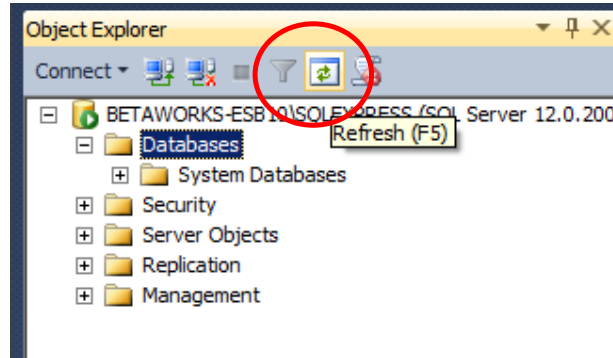 Object Explorer
Connect
BETAWORKS-ESB10\SQLEXPRESS (SQL Server 12.0.200
Refresh (F5)
Databases
System Databases
Security
Server Objects
Replication
Management